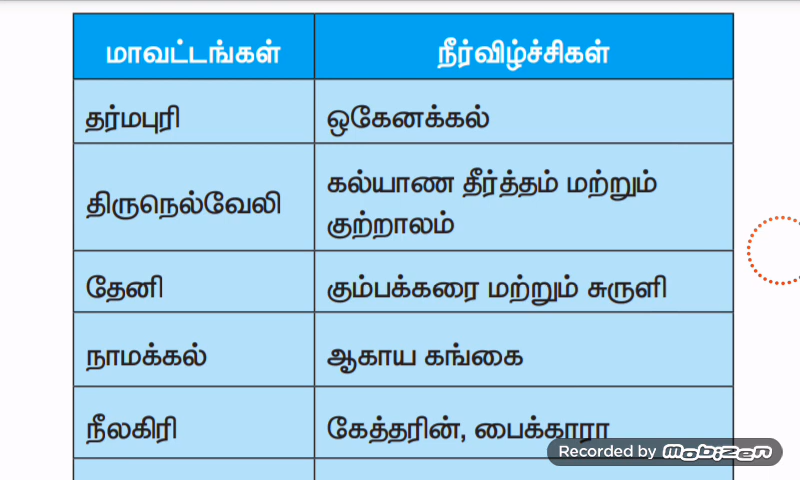 மாவட்டங்கள் நீர்விழ்ச்சிகள்
தர்மபுரி ஒகேனக்கல்
திருநெல்வேலி கல்யாண தீர்த்தம் மற்றும்
குற்றாலம்
தேனி கும்பக்கரை மற்றும் சுருளி
நாமக்கல் ஆகாய கங்கை
நீலகிரி கேத்தரின், பைக்காரா
Recorded by mobizen